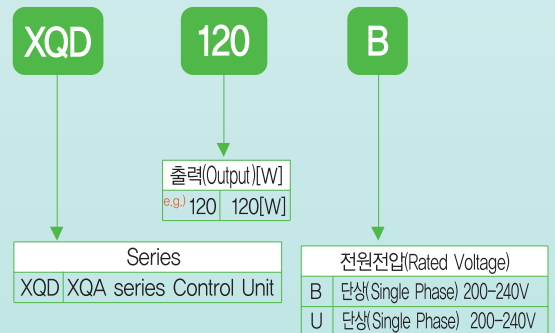 XQD 120 B
출력(Output)[W]
e.g.) 120 120[W]
Series
XQD XQA series Control Unit
전원전압(Rated Voltage)
B 단상(Single Phase) 200-240V
U 단상(Single Phase) 200-240V